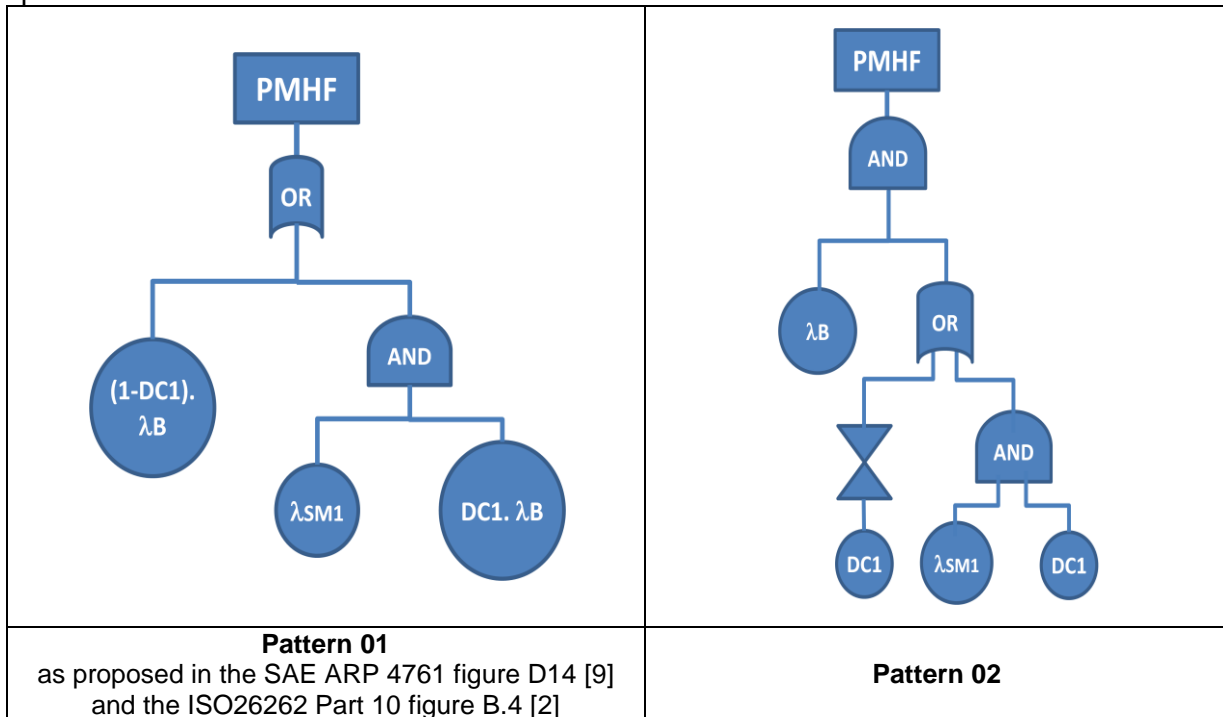 PMHF
OR
(1-DC1).
λB
AND
λSM1
DC1. λB
PMHF
AND
λB
OR
AND
DC1
λSM1
DC1
Pattern 01
as proposed in the SAE ARP 4761 figure D14 [9]
and the ISO26262 Part 10 figure B.4 [2]
Pattern 02